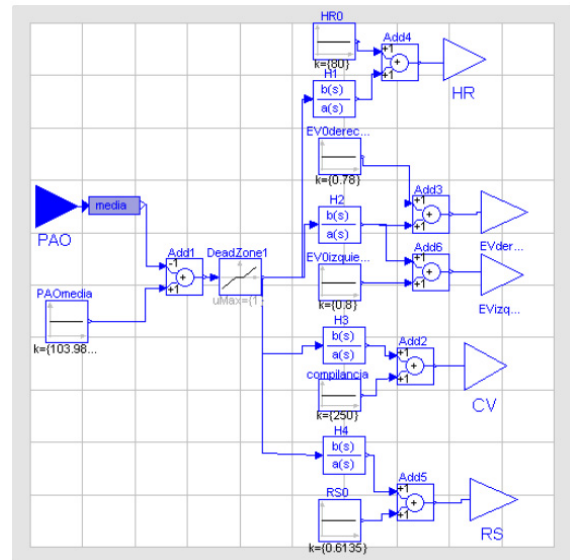 HR0
Add4
+1
+1
+
k={80}
HR
H1
b(s)
a(s)
EV0derec...
k={0.78}
Add3
+1
+1
+
EVder...
H2
b(s)
a(s)
Add6
+1
+1
+
EVizq...
EV0izquie...
k={0.8}
PAO
media
Add1
-1
+1
+
DeadZone1
uMax={1
PAOmedia
k={103.98...
H3
b(s)
a(s)
Add2
+1
+1
+
CV
compilancia
k={250}
H4
b(s)
a(s)
Add5
+1
+1
+
RS
RS0
k={0.6135}